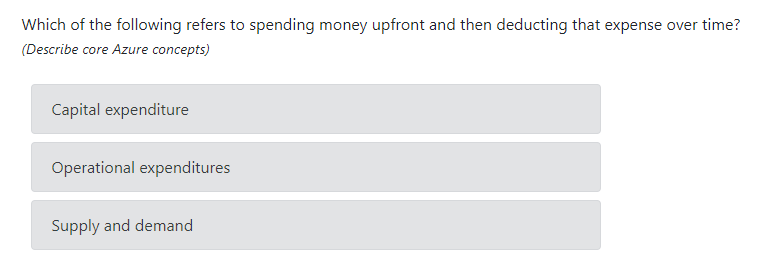 Which of the following refers to spending money upfront and then deducting that expense over time?
(Describe core Azure concepts)
Capital expenditure
Operational expenditures
Supply and demand